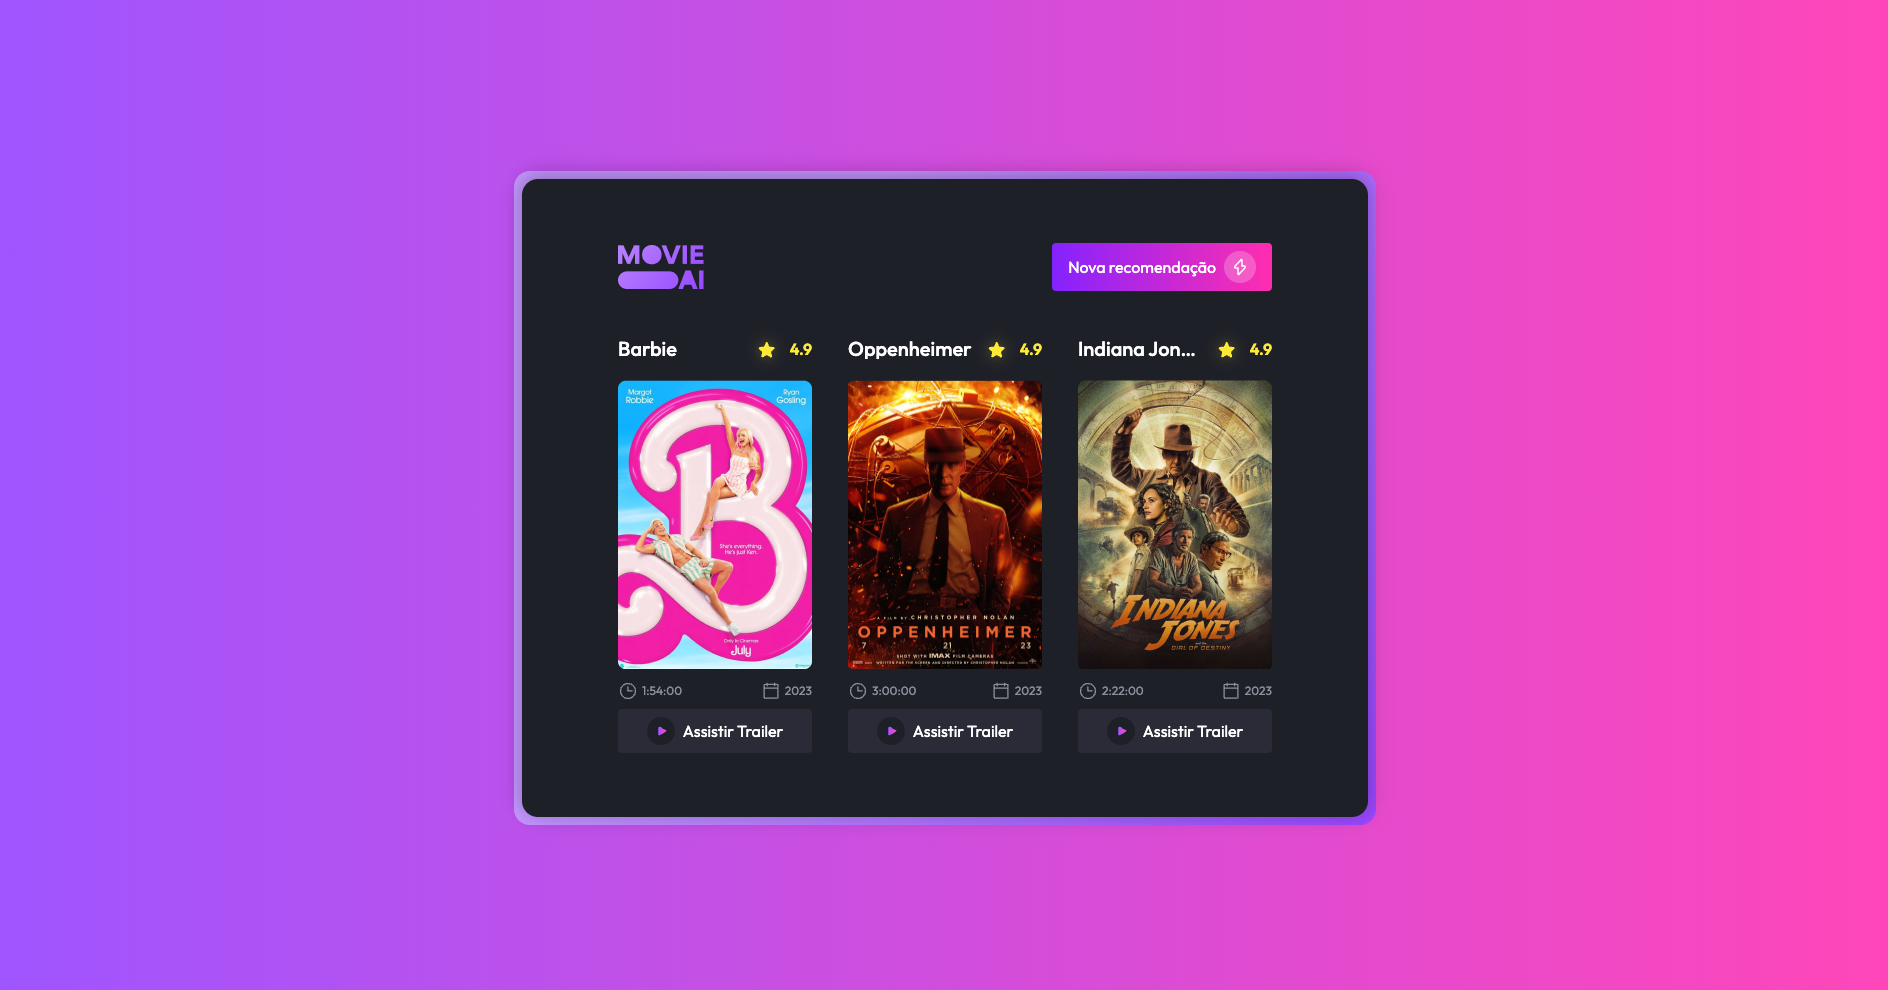 MOVIE
AI
Nova recomendação
Barbie
4.9
Oppenheimer
4.9
Indiana Jon...
4.9
Margot
Robbie
Ryan
Gosling
She's everything.
He's just Ken.
Only in Cinemas
July
A FILM BY CHRISTOPHER NOLAN
OPPENHEIMER
7 21 23
SHOT WITH IMAX FILM CAMERAS
WRITTEN FOR THE SCREEN AND DIRECTED BY CHRISTOPHER NOLAN
INDIANA
JONES
DIAL OF DESTINY
1:54:00
2023
3:00:00
2023
2:22:00
2023
Assistir Trailer
Assistir Trailer
Assistir Trailer